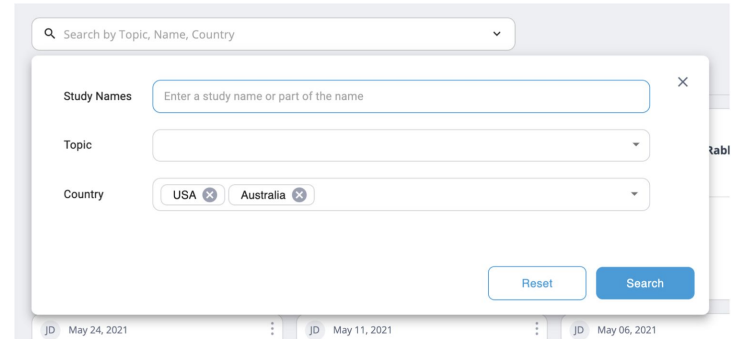 Search by Topic, Name, Country
Study Names
Enter a study name or part of the name
Topic
Rabl
Country
USA
Australia
Reset
Search
JD May 24, 2021
JD May 11, 2021
JD May 06, 2021